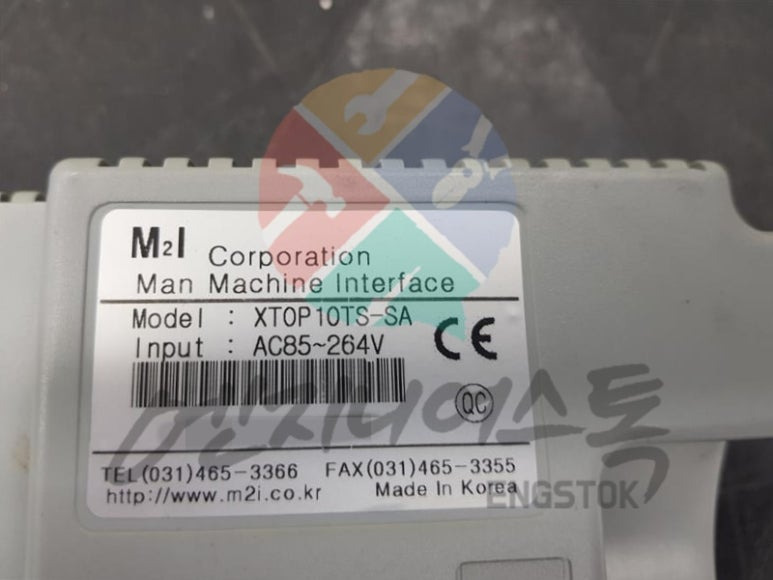 M2I Corporation
Man Machine Interface
Model : XTOP10TS-SA
Input : AC85~264V
CE
QC
엔지니어스톡
TEL(031)465-3366 FAX(031)465-3355
http://www.m2i.co.kr Made In Korea
ENGSTOK